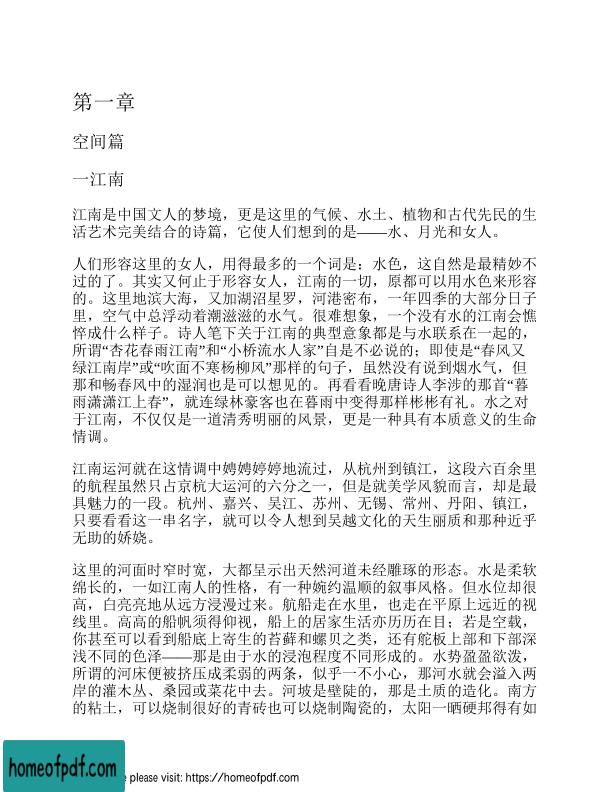 第一章
空间篇
一江南
江南是中国文人的梦境，更是这里的气候、水土、植物和古代先民的生
活艺术完美结合的诗篇，它使人们想到的是——水、月光和女人。
人们形容这里的女人，用得最多的一个词是：水色，这自然是最精妙不
过的了。其实又何止于形容女人，江南的一切，原都可以用水色来形容
的。这里地滨大海，又加湖沼星罗，河港密布，一年四季的大部分日子
里，空气中总浮动着潮滋滋的水气。很难想象，一个没有水的江南会憔
悴成什么样子。诗人笔下关于江南的典型意象都是与水联系在一起的，
所谓“杏花春雨江南”和“小桥流水人家”自是不必说的；即使是“春风又
绿江南岸”或“吹面不寒杨柳风”那样的句子，虽然没有说到烟水气，但
那和畅春风中的湿润也是可以想见的。再看看晚唐诗人李涉的那首“暮
雨潇潇江上春”，就连绿林豪客也在暮雨中变得那样彬彬有礼。水之对
于江南，不仅仅是一道清秀明丽的风景，更是一种具有本质意义的生命
情调。
江南运河就在这情调中娉娉婷婷地流过，从杭州到镇江，这段六百余里
的航程虽然只占京杭大运河的六分之一，但是就美学风貌而言，却是最
具魅力的一段。杭州、嘉兴、吴江、苏州、无锡、常州、丹阳、镇江，
只要看看这一串名字，就可以令人想到吴越文化的天生丽质和那种近乎
无助的娇娆。
这里的河面时窄时宽，大都呈示出天然河道未经雕琢的形态。水是柔软
绵长的，一如江南人的性格，有一种婉约温顺的叙事风格。但水位却很
高，白亮亮地从远方浸漫过来。航船走在水里，也走在平原上远近的视
线里。高高的船帆须得仰视，船上的居家生活亦历历在目；若是空载，
你甚至可以看到船底上寄生的苔藓和螺贝之类，还有舵板上部和下部深
浅不同的色泽——那是由于水的浸泡程度不同形成的。水势盈盈欲泼，
所谓的河床便被挤压成柔弱的两条，似乎一不小心，那河水就会溢入两
岸的灌木丛、桑园或菜花中去。河坡是壁陡的，那是土质的造化。南方
的粘土，可以烧制很好的青砖也可以烧制陶瓷的，太阳一晒硬邦得有如
homeofpdf.com
e please visit: https://homeofpdf.com